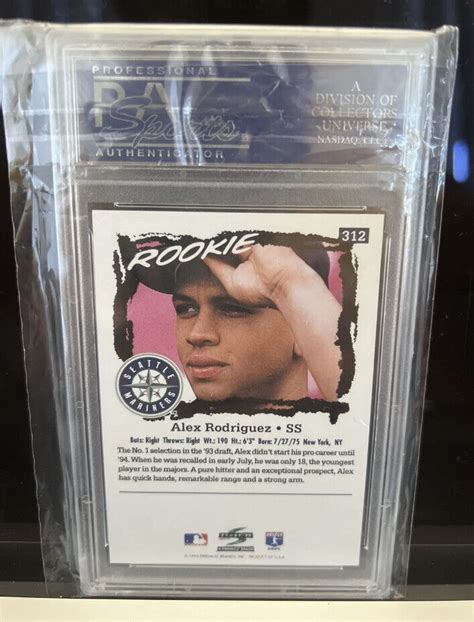 PROFESSIONAL
Sports
AUTHENTICATOR
A
DIVISION OF
COLLECTORS
UNIVERSE
312
ROOKIE
SEATTLE
MARINERS
Alex Rodriguez • SS
Bats: Right Throws: Right Wt.: 190 Ht.: 6'3" Born: 7/27/75 New York, NY
The No. 1 selection in the '93 draft, Alex didn't start his pro career until
'94. When he was recalled in early July, he was only 18, the youngest
player in the majors. A pure hitter and an exceptional prospect, Alex
has quick hands, remarkable range and a strong arm.
SCORE